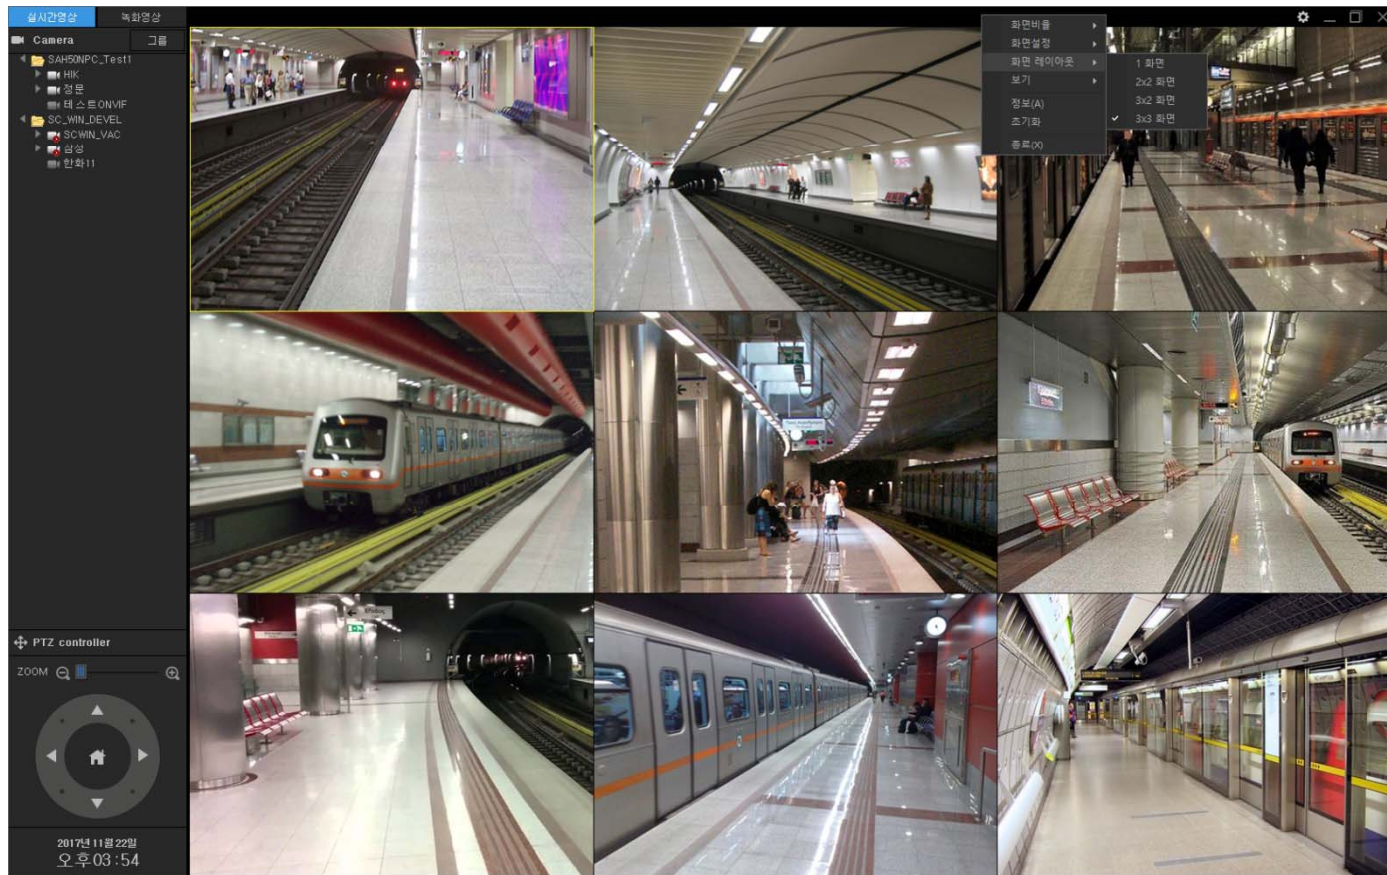 실시간영상
녹화영상
Camera
그룹
SAH50NPC_Test1
HIK
정문
테스트ONVIF
SC_WIN_DEVEL
SCWIN_VAC
삼성
한화11
화면비율
화면설정
화면 레이아웃
보기
정보(A)
초기화
종료(X)
1 화면
2x2 화면
3x2 화면
3x3 화면
PTZ controller
ZOOM
2017년 11월 22일
오후03:54